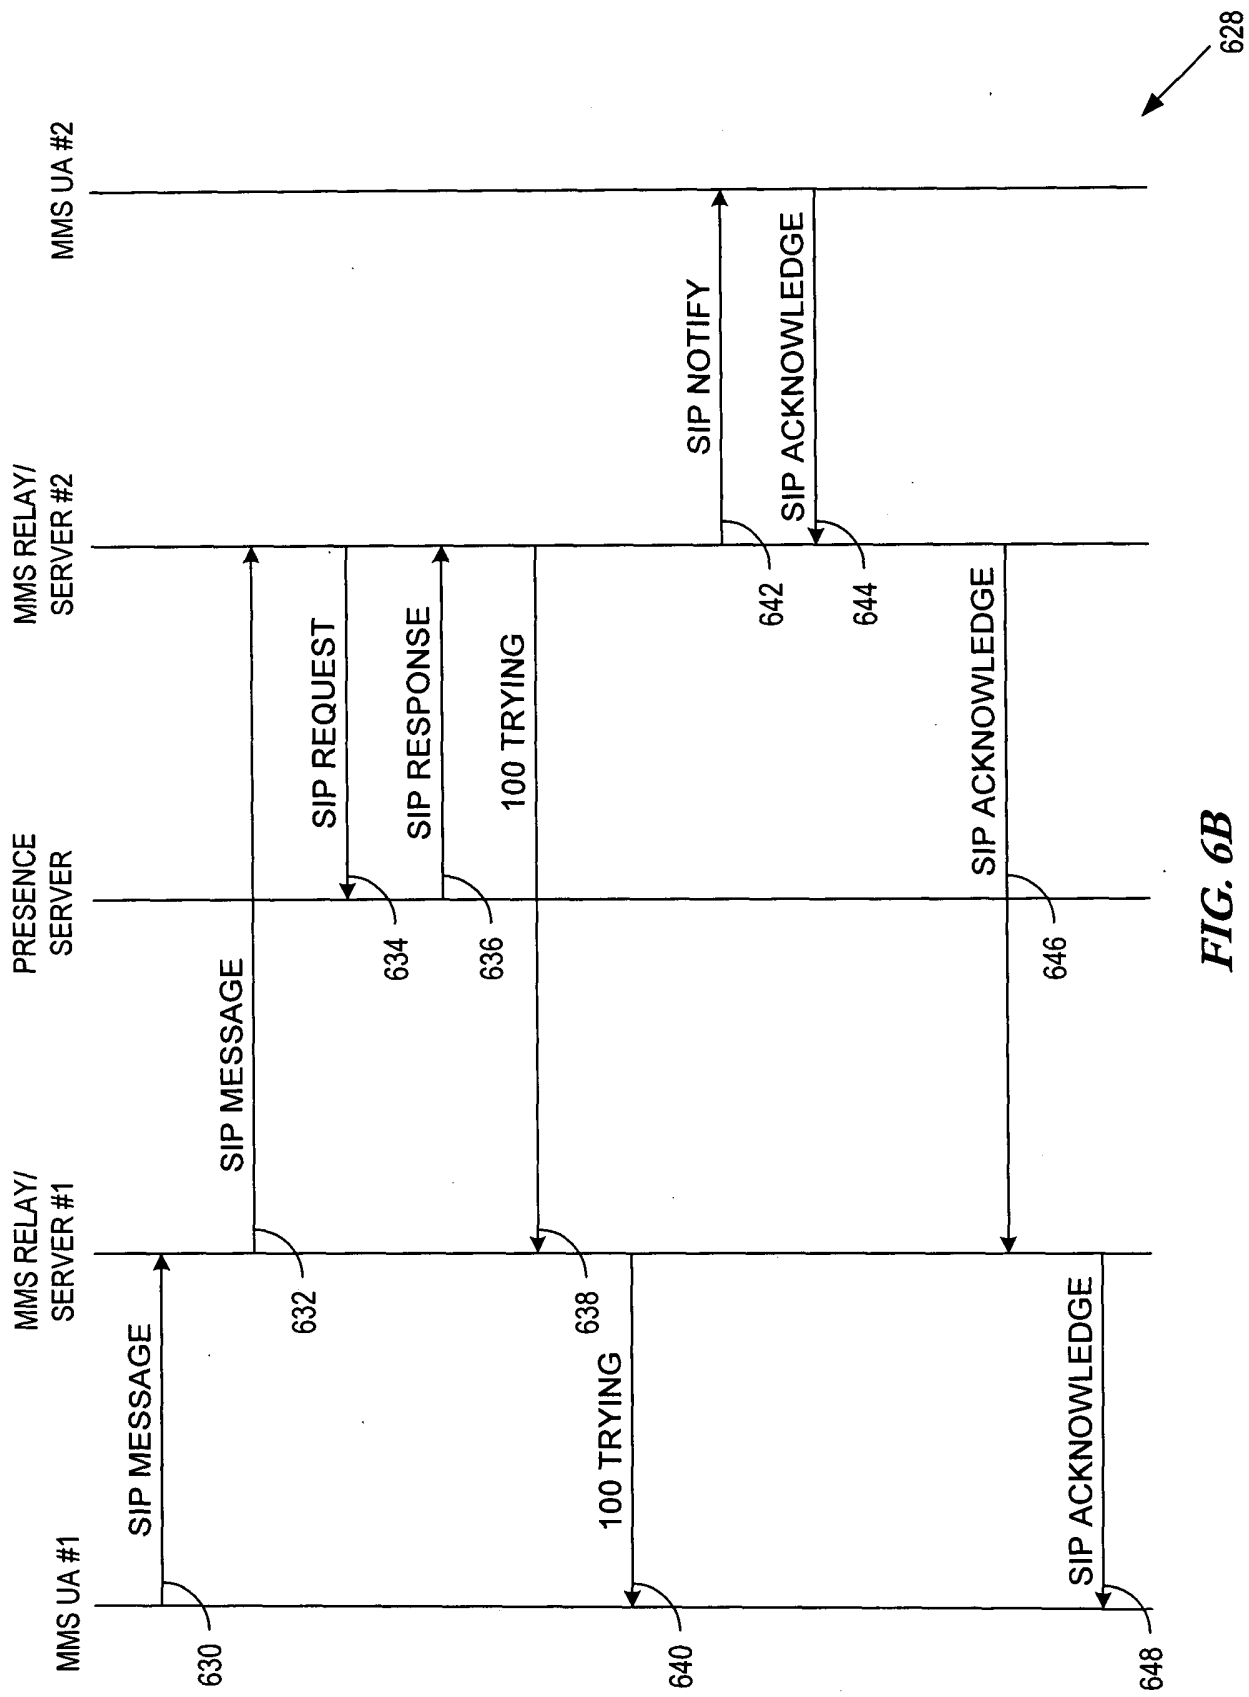 MMS UA #1
MMS RELAY/
SERVER #1
PRESENCE
SERVER
MMS RELAY/
SERVER #2
MMS UA #2
SIP MESSAGE
630
SIP MESSAGE
632
SIP REQUEST
634
SIP RESPONSE
636
100 TRYING
638
100 TRYING
640
SIP NOTIFY
642
SIP ACKNOWLEDGE
644
SIP ACKNOWLEDGE
646
SIP ACKNOWLEDGE
648
628
FIG. 6B